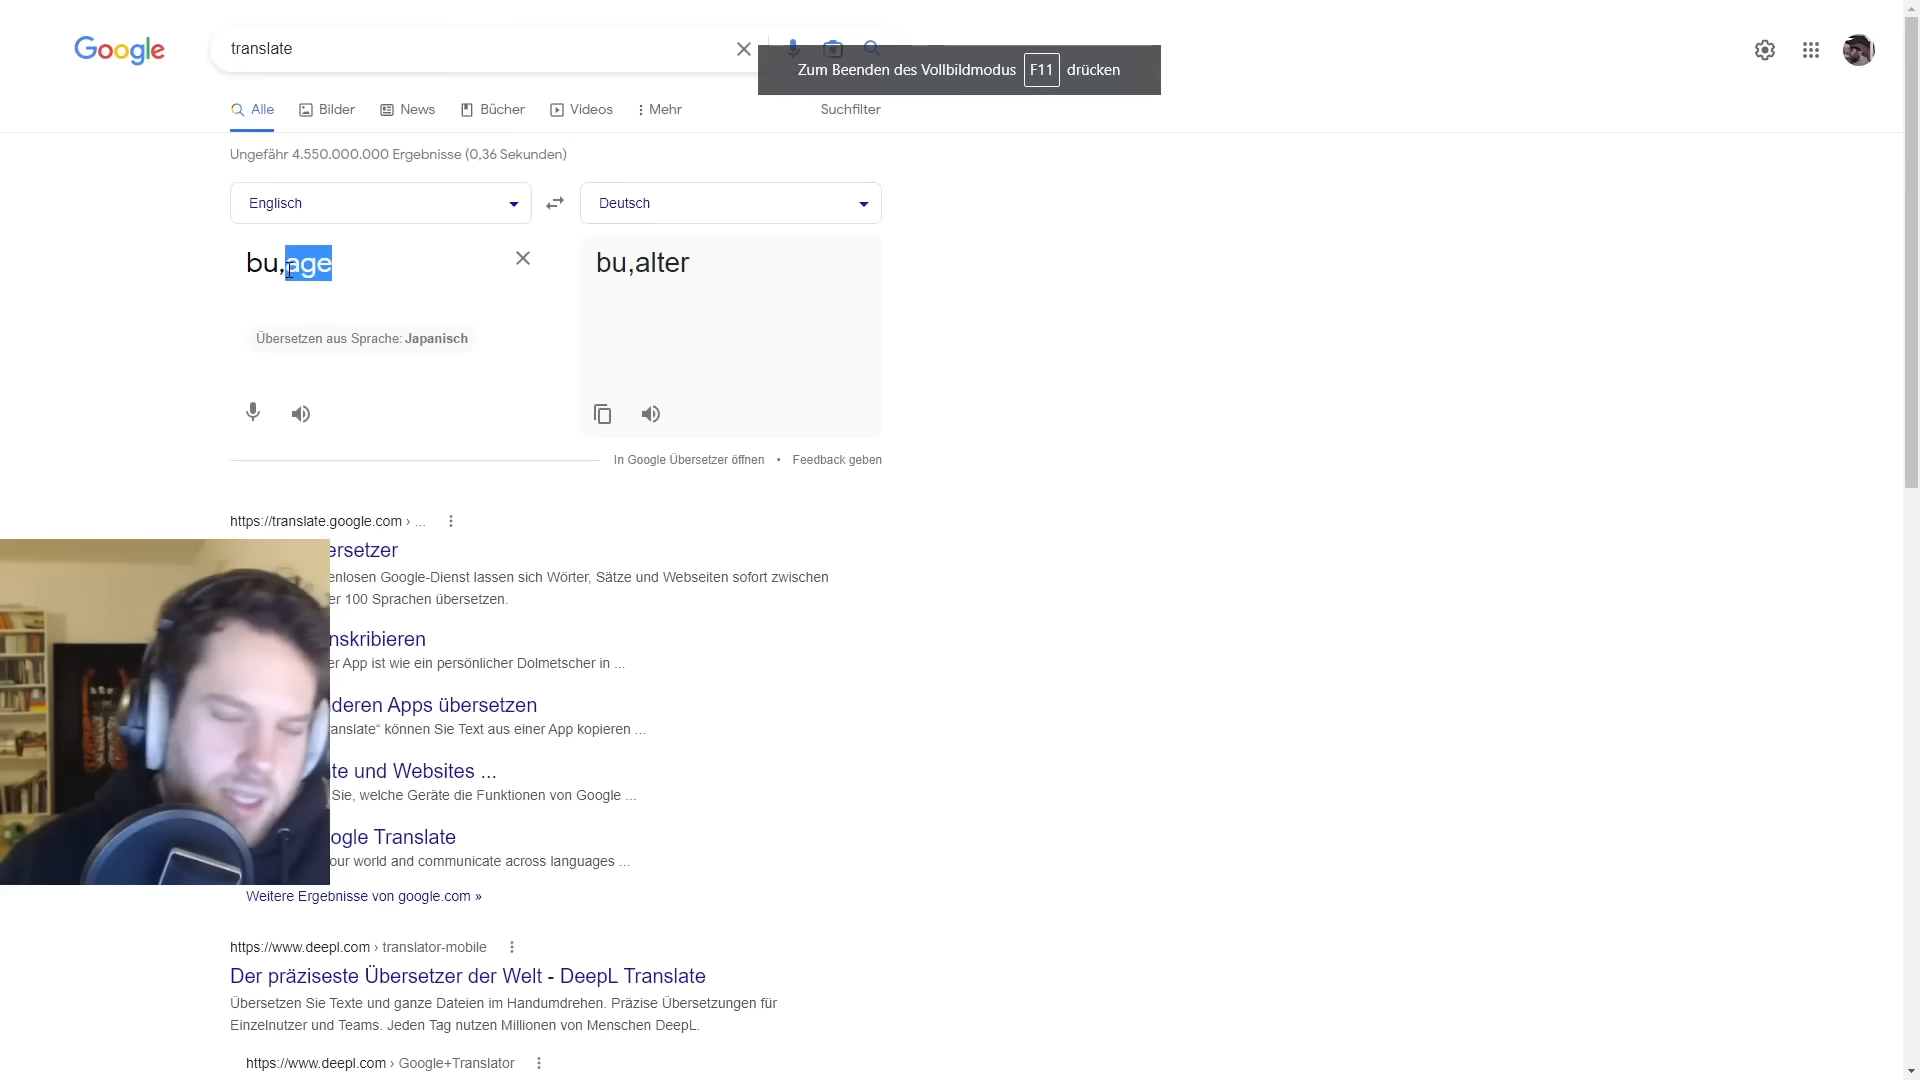 Google
translate
Zum Beenden des Vollbildmodus F11 drücken
Alle
Bilder
News
Bücher
Videos
Mehr
Suchfilter
Ungefähr 4.550.000.000 Ergebnisse (0,36 Sekunden)
Englisch
Deutsch
bu,age
bu,alter
Übersetzen aus Sprache: Japanisch
In Google Übersetzer öffnen • Feedback geben
https://translate.google.com › ...
ersetzer
enlosen Google-Dienst lassen sich Wörter, Sätze und Webseiten sofort zwischen
er 100 Sprachen übersetzen.
nskribieren
er App ist wie ein persönlicher Dolmetscher in ...
deren Apps übersetzen
ranslate“ können Sie Text aus einer App kopieren ...
te und Websites ...
Sie, welche Geräte die Funktionen von Google ...
ogle Translate
our world and communicate across languages ...
Weitere Ergebnisse von google.com »
https://www.deepl.com › translator-mobile
Der präziseste Übersetzer der Welt - DeepL Translate
Übersetzen Sie Texte und ganze Dateien im Handumdrehen. Präzise Übersetzungen für
Einzelnutzer und Teams. Jeden Tag nutzen Millionen von Menschen DeepL.
https://www.deepl.com › Google+Translator